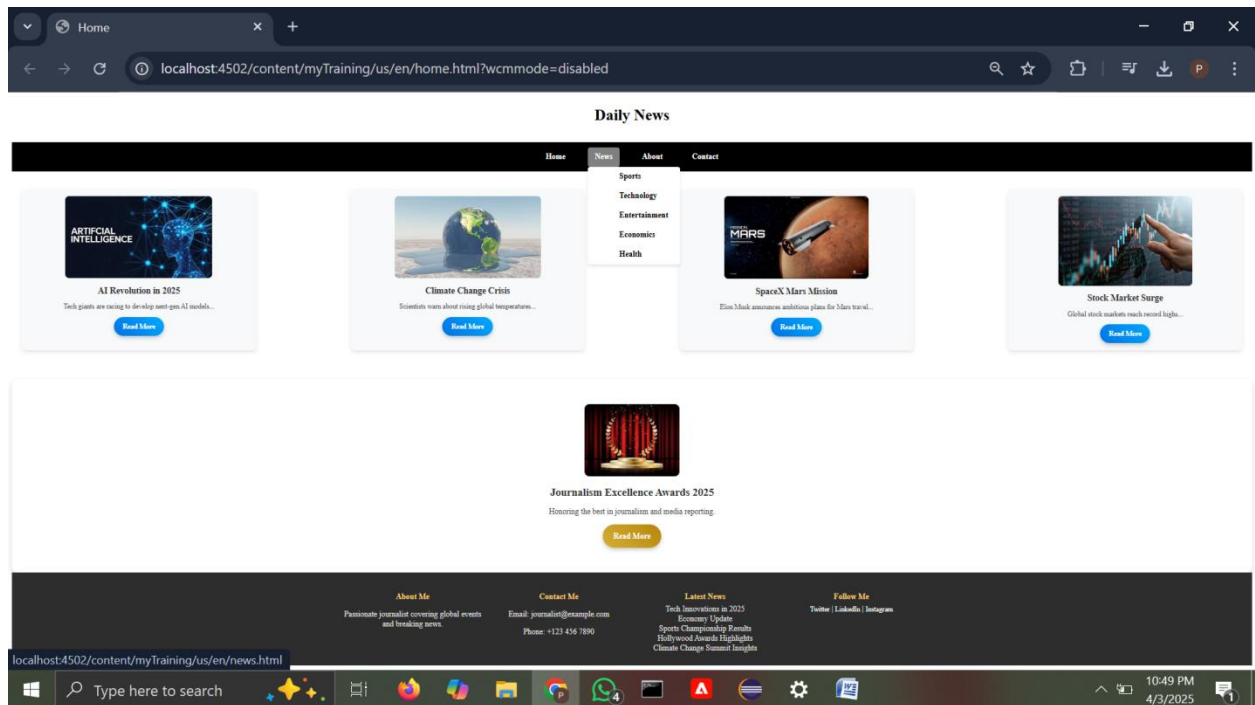 Home
localhost:4502/content/myTraining/us/en/home.html?wcmmode=disabled
P
Daily News
Home News About Contact
Sports
Technology
Entertainment
Economics
Health
ARTIFCIAL
INTELLIGENCE
AI Revolution in 2025
Tech giants are racing to develop next-gen AI models...
Read More
Climate Change Crisis
Scientists warn about rising global temperatures...
Read More
MARS
SpaceX Mars Mission
Elon Musk announces ambitious plans for Mars travel...
Read More
Stock Market Surge
Global stock markets reach record highs...
Read More
Journalism Excellence Awards 2025
Honoring the best in journalism and media reporting.
Read More
About Me
Passionate journalist covering global events
and breaking news.
Contact Me
Email: journalist@example.com
Phone: +123 456 7890
Latest News
Tech Innovations in 2025
Economy Update
Sports Championship Results
Hollywood Awards Highlights
Climate Change Summit Insights
Follow Me
Twitter | LinkedIn | Instagram
localhost:4502/content/myTraining/us/en/news.html
Type here to search
P
4
10:49 PM
4/3/2025
1